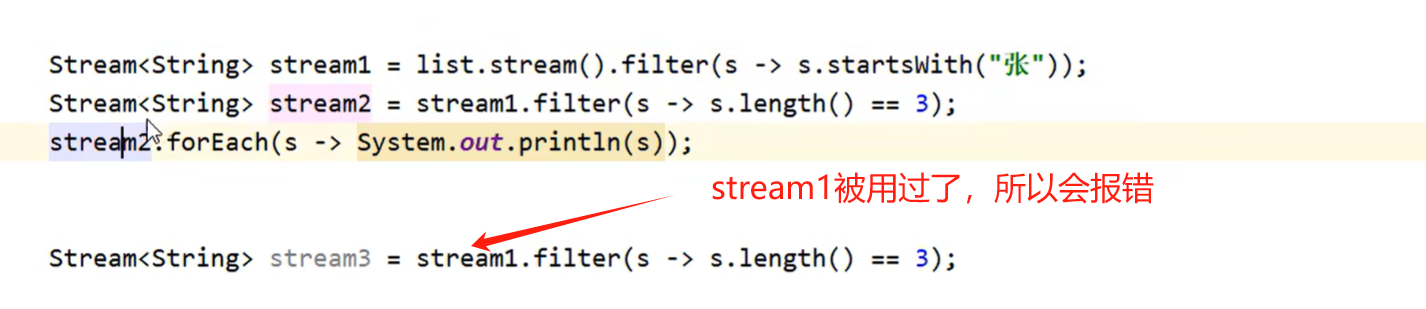 Stream<String> stream1 = list.stream().filter(s -> s.startsWith("张"));
Stream<String> stream2 = stream1.filter(s -> s.length() == 3);
stream2.forEach(s -> System.out.println(s));
stream1被用过了，所以会报错
Stream<String> stream3 = stream1.filter(s -> s.length() == 3);